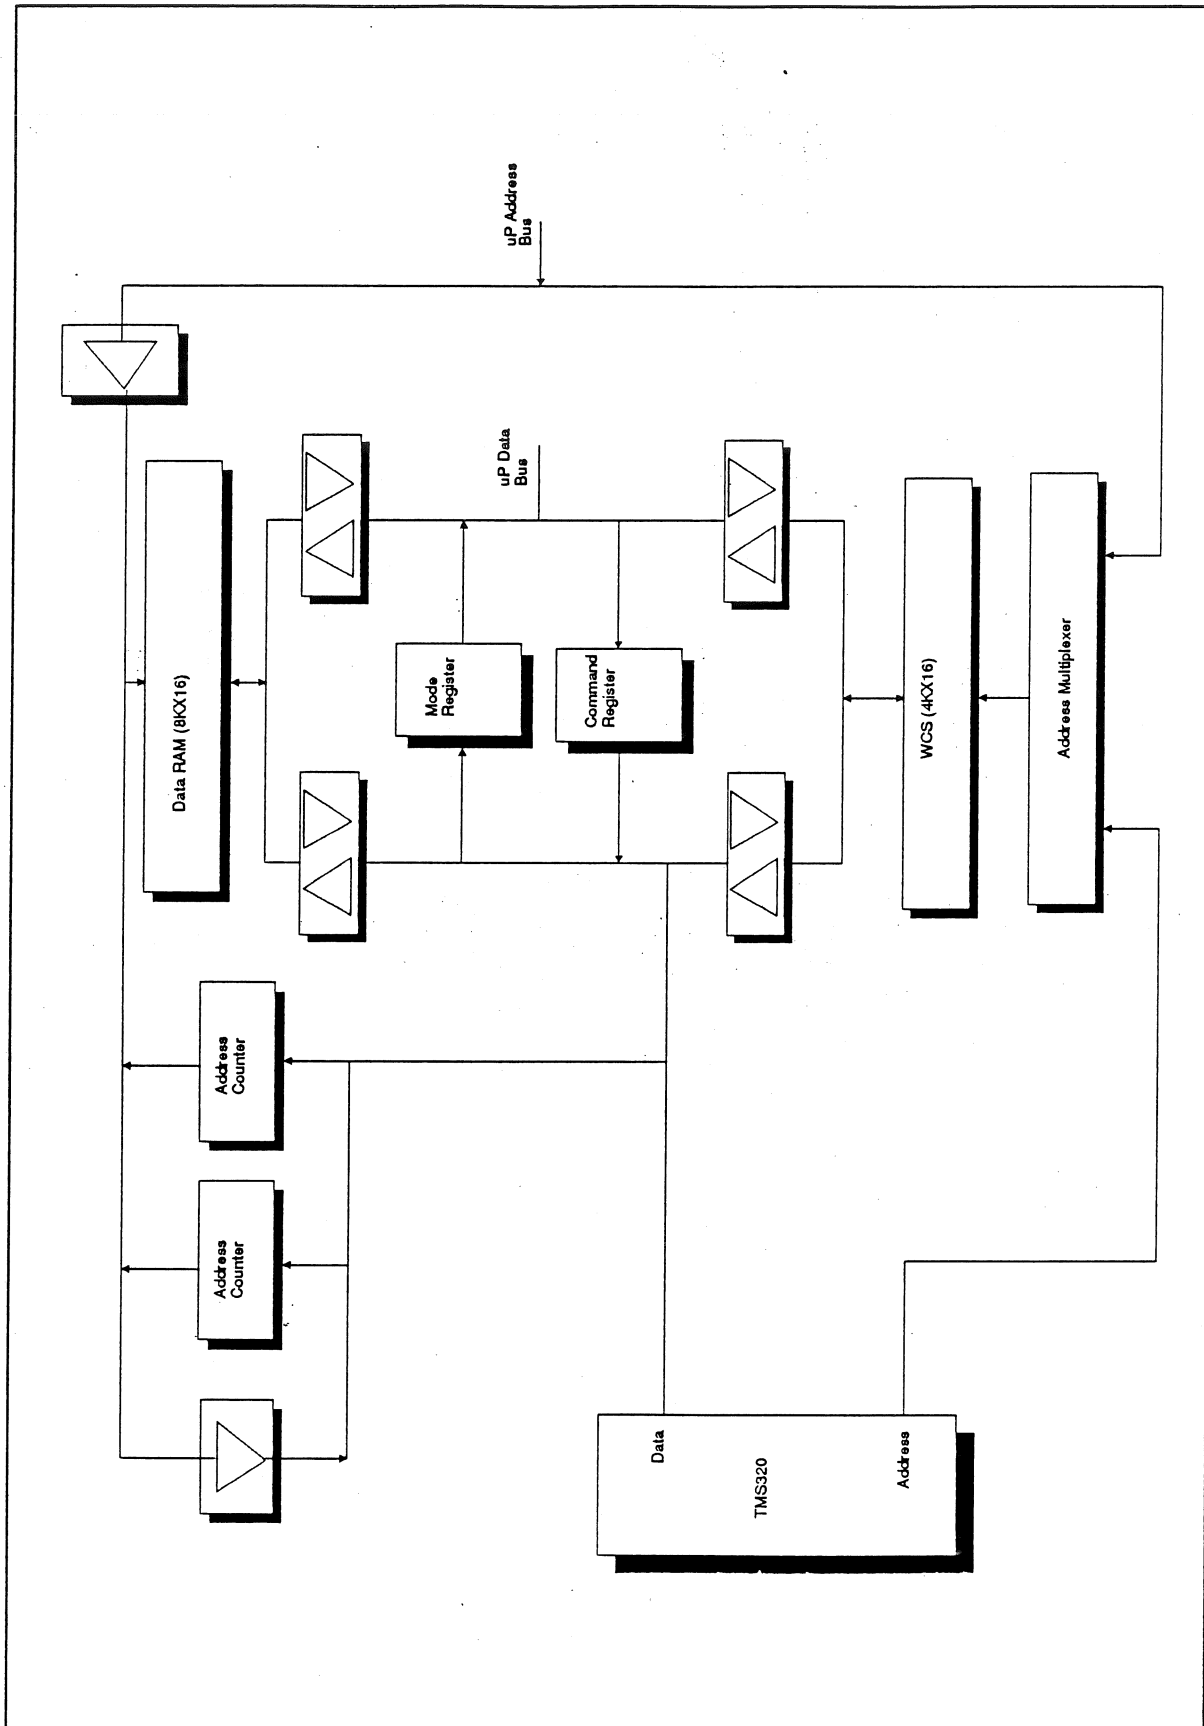 uP Address
Bus
uP Data
Bus
Data RAM (8KX16)
Mode
Register
Command
Register
WCS (4KX16)
Address Multiplexer
Address
Counter
Address
Counter
Data
TMS320
Address